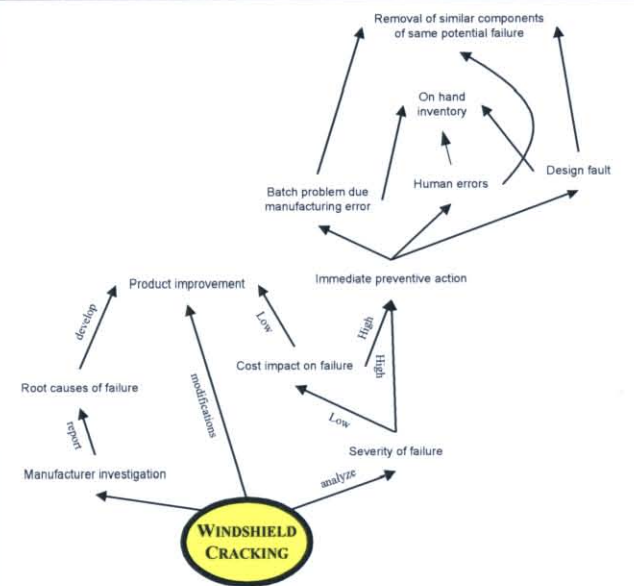 Removal of similar components
of same potential failure
On hand
inventory
Design fault
Human errors
Batch problem due
manufacturing error
Immediate preventive action
Product improvement
develop
Low
High
High
Cost impact on failure
modifications
Root causes of failure
Low
report
Severity of failure
Manufacturer investigation
analyze
WINDSHIELD
CRACKING